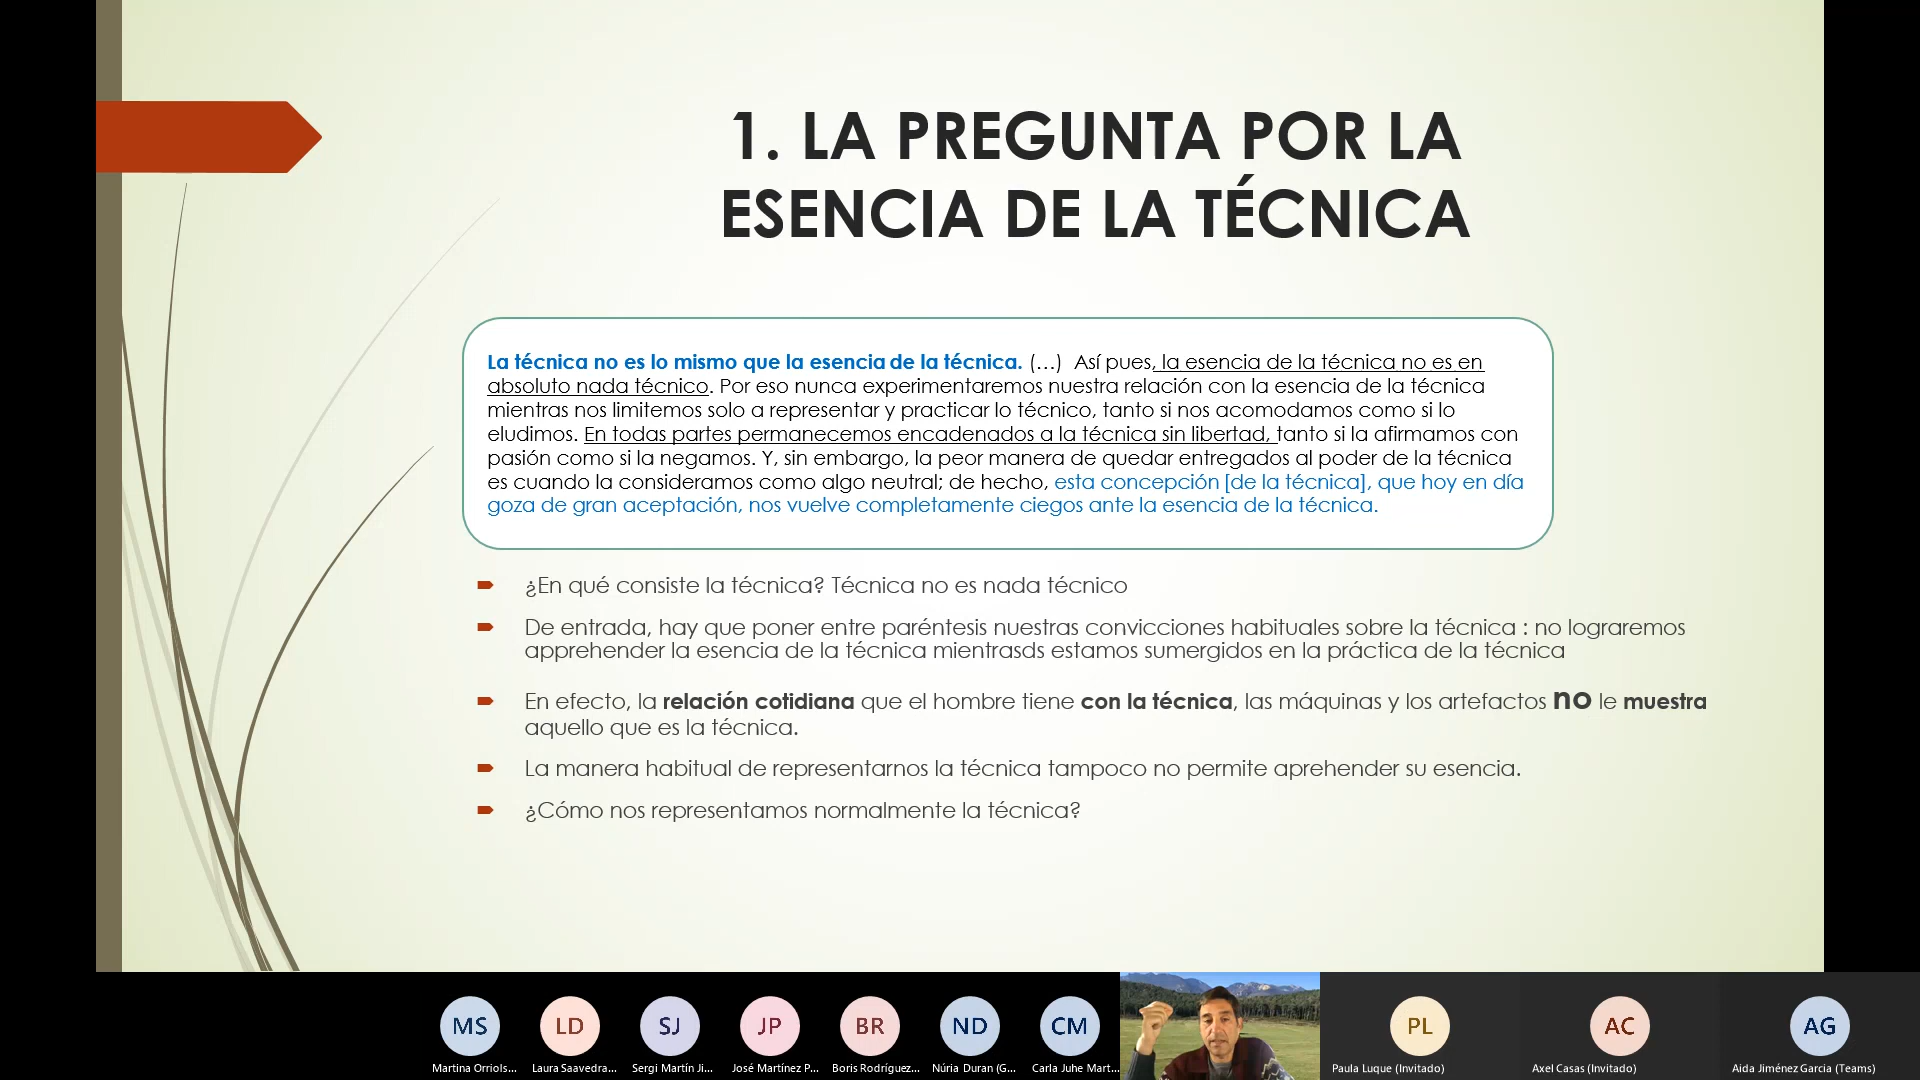 1. LA PREGUNTA POR LA
ESENCIA DE LA TÉCNICA
La técnica no es lo mismo que la esencia de la técnica. (...) Así pues, la esencia de la técnica no es en
absoluto nada técnico. Por eso nunca experimentaremos nuestra relación con la esencia de la técnica
mientras nos limitemos solo a representar y practicar lo técnico, tanto si nos acomodamos como si lo
eludimos. En todas partes permanecemos encadenados a la técnica sin libertad, tanto si la afirmamos con
pasión como si la negamos. Y, sin embargo, la peor manera de quedar entregados al poder de la técnica
es cuando la consideramos como algo neutral; de hecho, esta concepción [de la técnica], que hoy en día
goza de gran aceptación, nos vuelve completamente ciegos ante la esencia de la técnica.
¿En qué consiste la técnica? Técnica no es nada técnico
De entrada, hay que poner entre paréntesis nuestras convicciones habituales sobre la técnica : no lograremos
apprehender la esencia de la técnica mientrasds estamos sumergidos en la práctica de la técnica
En efecto, la relación cotidiana que el hombre tiene con la técnica, las máquinas y los artefactos no le muestra
aquello que es la técnica.
La manera habitual de representarnos la técnica tampoco no permite aprehender su esencia.
¿Cómo nos representamos normalmente la técnica?
MS LD SJ JP BR ND CM PL AC AG
Martina Orriols... Laura Saavedra... Sergi Martín Ji... José Martínez P... Boris Rodríguez... Núria Duran (G... Carla Juhe Mart... Paula Luque (Invitado) Axel Casas (Invitado) Aida Jiménez Garcia (Teams)